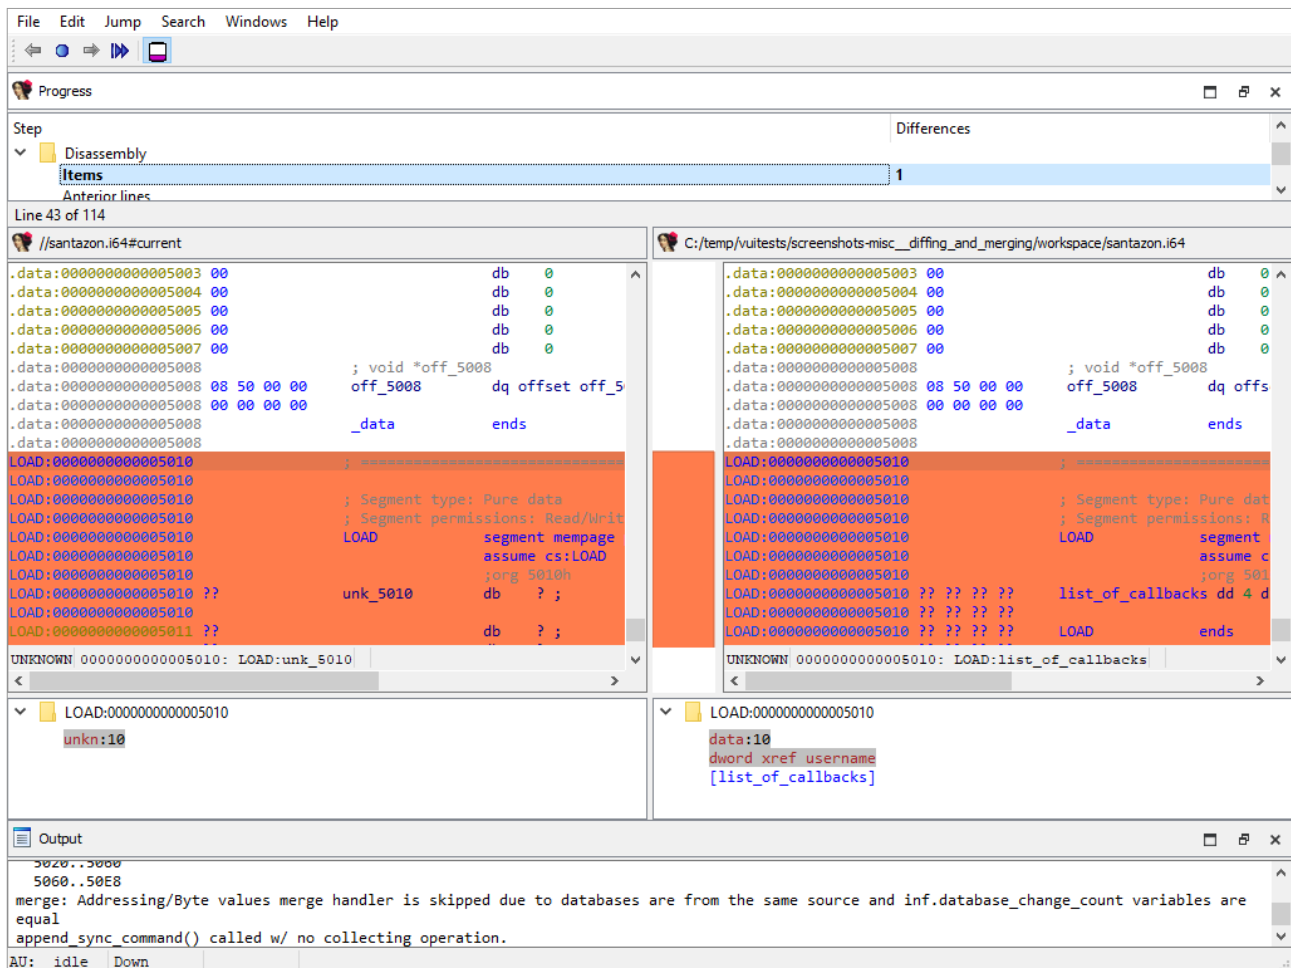 File Edit Jump Search Windows Help
Progress
Step Differences
Disassembly
Items 1
Anterior lines
Line 43 of 114
//santazon.i64#current
.data:0000000000005003 00 db 0
.data:0000000000005004 00 db 0
.data:0000000000005005 00 db 0
.data:0000000000005006 00 db 0
.data:0000000000005007 00 db 0
.data:0000000000005008 ; void *off_5008
.data:0000000000005008 08 50 00 00 off_5008 dq offset off_50
.data:0000000000005008 00 00 00 00
.data:0000000000005008 _data ends
.data:0000000000005008
LOAD:0000000000005010 ; ==============================
LOAD:0000000000005010
LOAD:0000000000005010 ; Segment type: Pure data
LOAD:0000000000005010 ; Segment permissions: Read/Writ
LOAD:0000000000005010 LOAD segment mempage
LOAD:0000000000005010 assume cs:LOAD
LOAD:0000000000005010 ;org 5010h
LOAD:0000000000005010 ?? unk_5010 db ? ;
LOAD:0000000000005010
LOAD:0000000000005011 ?? db ? ;
UNKNOWN 0000000000005010: LOAD:unk_5010
C:/temp/vuitests/screenshots-misc__diffing_and_merging/workspace/santazon.i64
.data:0000000000005003 00 db 0
.data:0000000000005004 00 db 0
.data:0000000000005005 00 db 0
.data:0000000000005006 00 db 0
.data:0000000000005007 00 db 0
.data:0000000000005008 ; void *off_5008
.data:0000000000005008 08 50 00 00 off_5008 dq offs
.data:0000000000005008 00 00 00 00
.data:0000000000005008 _data ends
.data:0000000000005008
LOAD:0000000000005010 ; ======================
LOAD:0000000000005010
LOAD:0000000000005010 ; Segment type: Pure dat
LOAD:0000000000005010 ; Segment permissions: R
LOAD:0000000000005010 LOAD segment
LOAD:0000000000005010 assume c
LOAD:0000000000005010 ;org 501
LOAD:0000000000005010 ?? ?? ?? ?? list_of_callbacks dd 4 d
LOAD:0000000000005010 ?? ?? ?? ??
LOAD:0000000000005010 ?? ?? ?? ?? LOAD ends
UNKNOWN 0000000000005010: LOAD:list_of_callbacks
LOAD:0000000000005010
unkn:10
LOAD:0000000000005010
data:10
dword xref username
[list_of_callbacks]
Output
5020..5060
5060..50E8
merge: Addressing/Byte values merge handler is skipped due to databases are from the same source and inf.database_change_count variables are
equal
append_sync_command() called w/ no collecting operation.
AU: idle Down